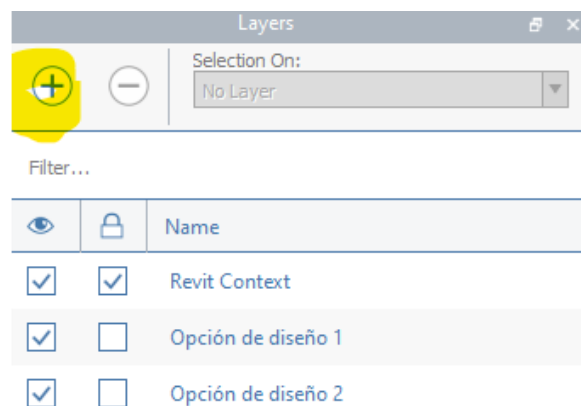 Layers
Selection On:
No Layer
Filter...
Name
Revit Context
Opción de diseño 1
Opción de diseño 2